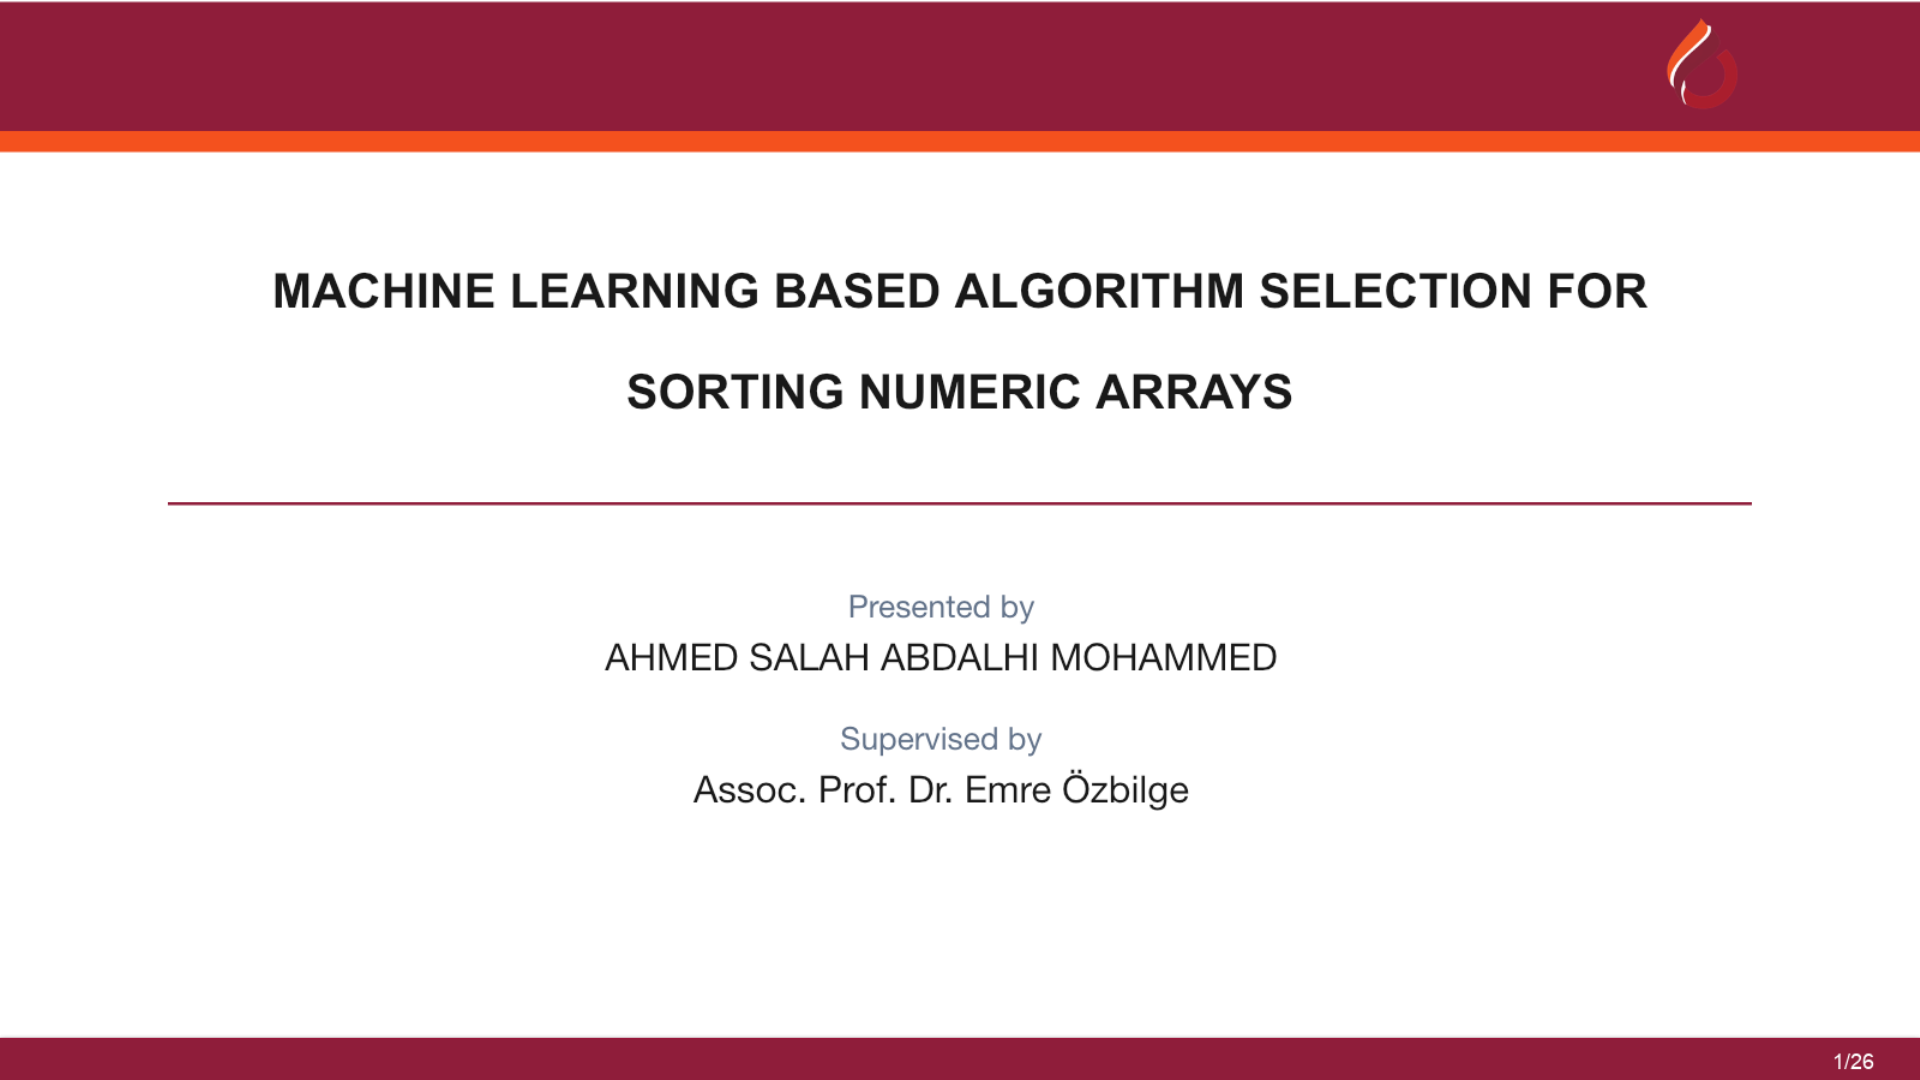 MACHINE LEARNING BASED ALGORITHM SELECTION FOR
SORTING NUMERIC ARRAYS
Presented by
AHMED SALAH ABDALHI MOHAMMED
Supervised by
Assoc. Prof. Dr. Emre Özbilge
1/26